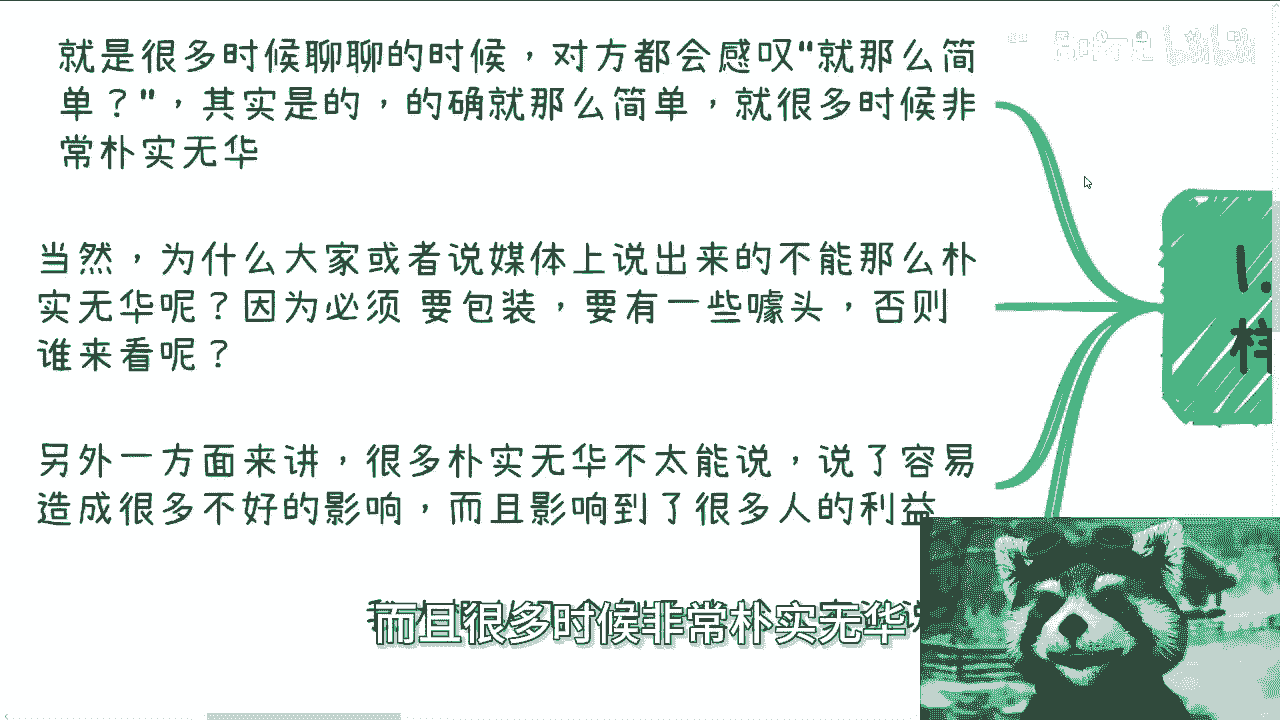 就是很多时候聊聊的时候，对方都会感叹“就那么简
单？”，其实是的，的确就那么简单，就很多时候非
常朴实无华
当然，为什么大家或者说媒体上说出来的不能那么朴
实无华呢？因为必须 要包装，要有一些噱头，否则
谁来看呢？
另外一方面来讲，很多朴实无华不太能说，说了容易
造成很多不好的影响，而且影响到了很多人的利益
而且很多时候非常朴实无华
1.